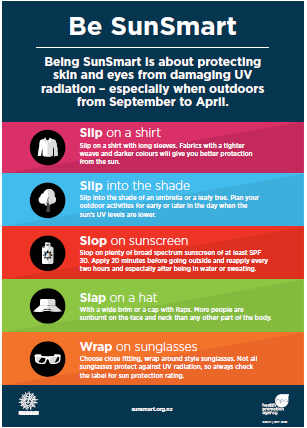 Be SunSmart
Being SunSmart is about protecting
skin and eyes from damaging UV
radiation – especially when outdoors
from September to April.
Slip on a shirt
Slip on a shirt with long sleeves. Fabrics with a tighter
weave and darker colours will give you better protection
from the sun.
Slip into the shade
Slip into the shade of an umbrella or a leafy tree. Plan your
outdoor activities for early or later in the day when the
sun's UV levels are lower.
Slop on sunscreen
Slop on plenty of broad spectrum sunscreen of at least SPF
30. Apply 20 minutes before going outside and reapply every
two hours and especially after being in water or sweating.
Slap on a hat
With a wide brim or a cap with flaps. More people are
sunburnt on the face and neck than any other part of the body.
Wrap on sunglasses
Choose close fitting, wrap around style sunglasses. Not all
sunglasses protect against UV radiation, so always check
the label for sun protection rating.
sunsmart.org.nz
health
promotion
agency